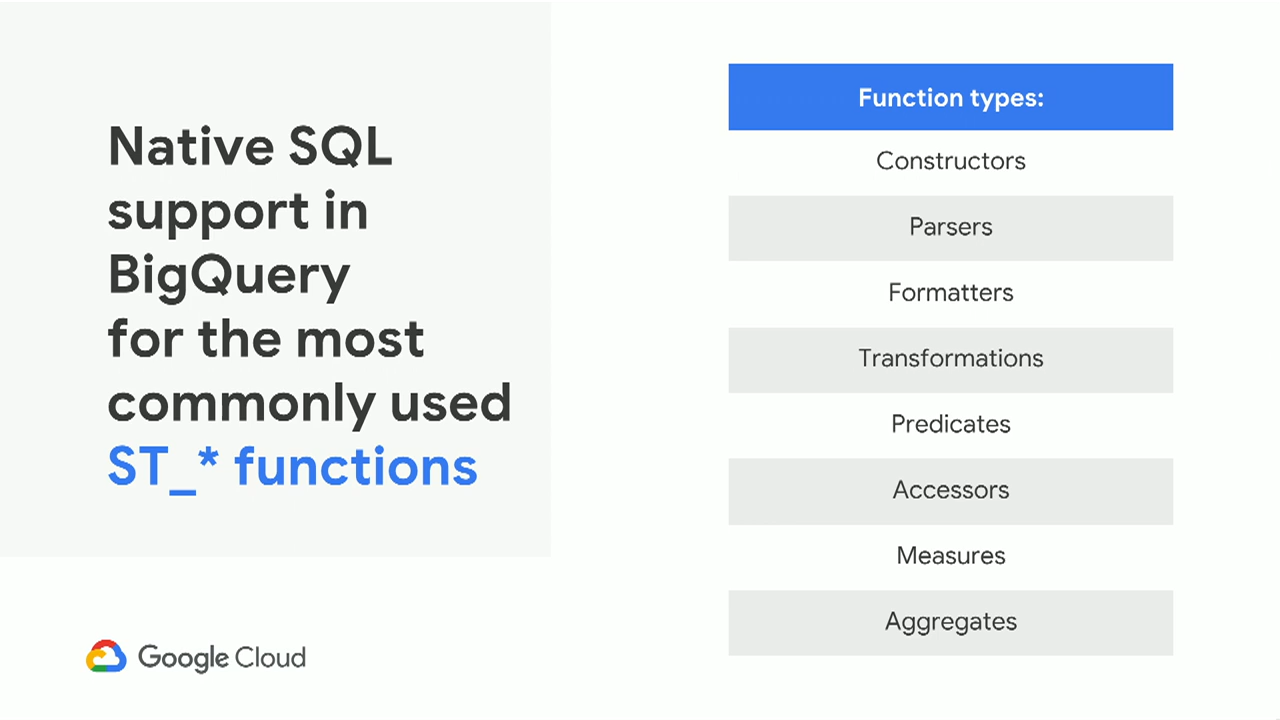 Native SQL
support in
BigQuery
for the most
commonly used
ST_* functions
Function types:
Constructors
Parsers
Formatters
Transformations
Predicates
Accessors
Measures
Aggregates
Google Cloud